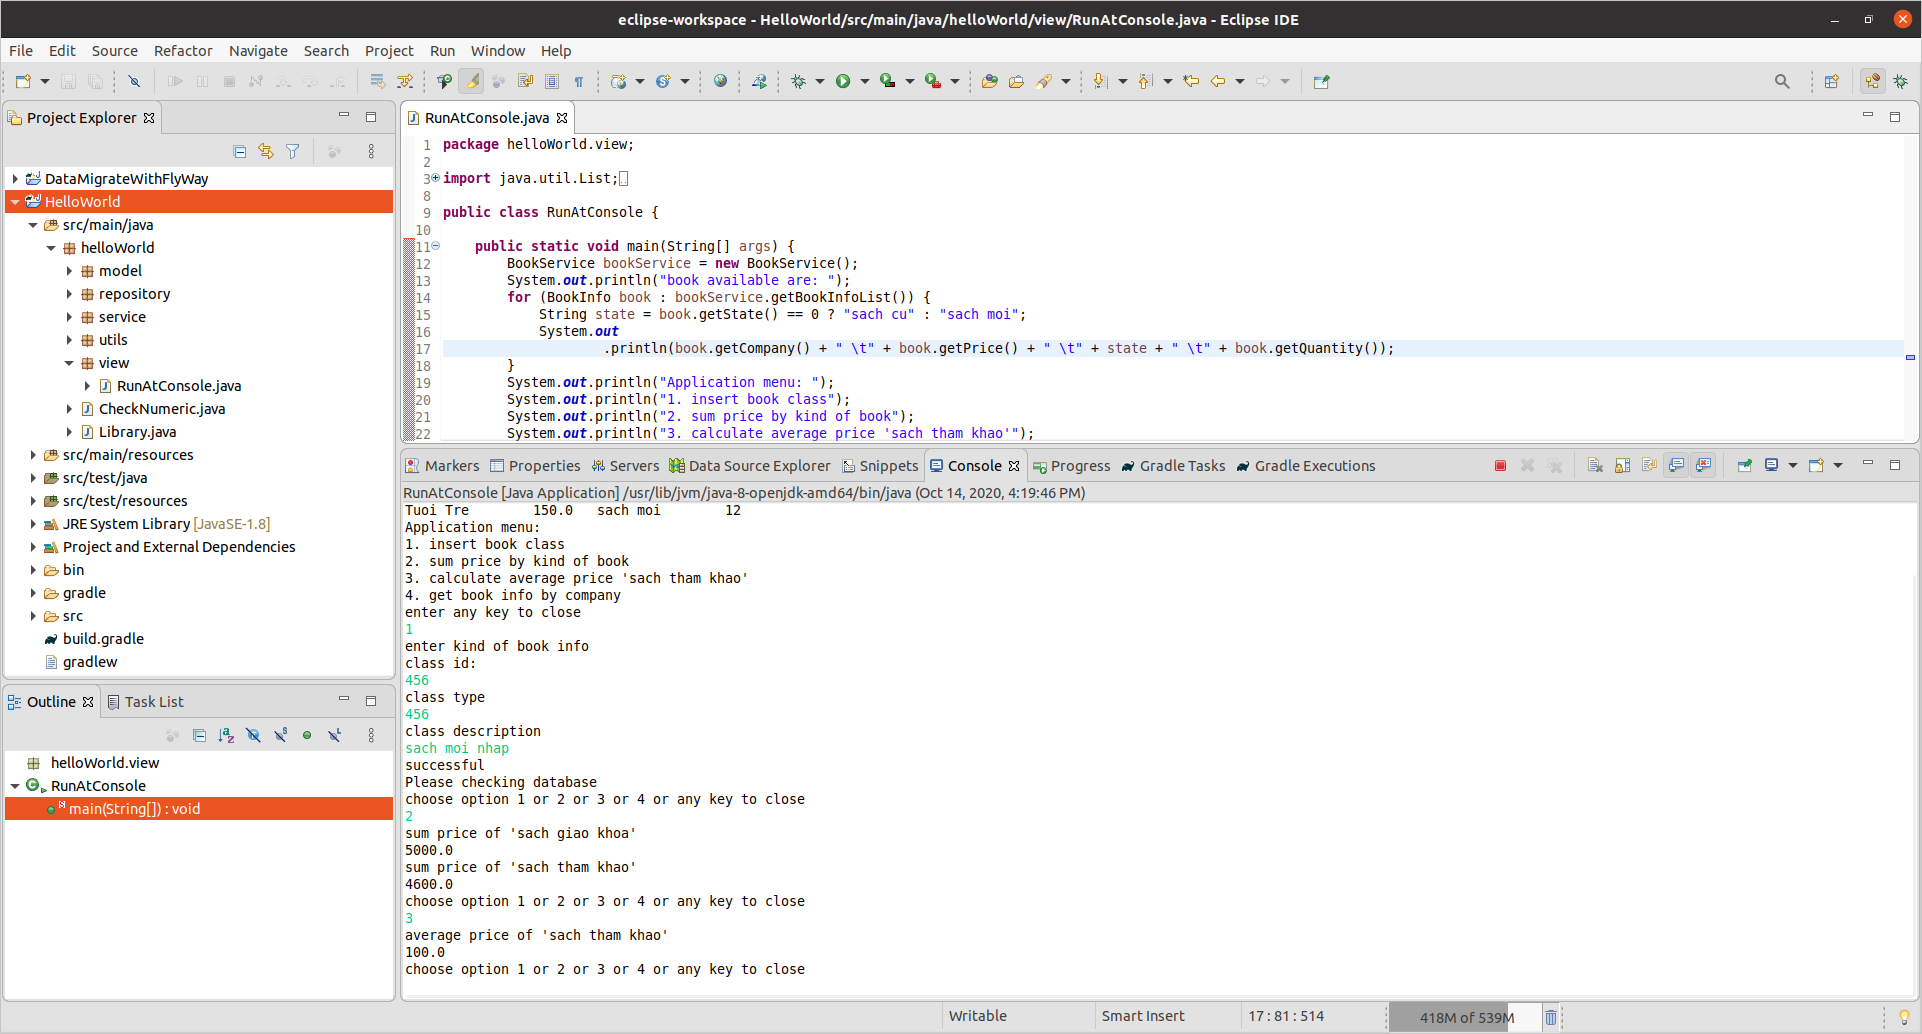 eclipse-workspace - HelloWorld/src/main/java/helloWorld/view/RunAtConsole.java - Eclipse IDE
File Edit Source Refactor Navigate Search Project Run Window Help
Project Explorer
DataMigrateWithFlyWay
HelloWorld
src/main/java
helloWorld
model
repository
service
utils
view
RunAtConsole.java
CheckNumeric.java
Library.java
src/main/resources
src/test/java
src/test/resources
JRE System Library [JavaSE-1.8]
Project and External Dependencies
bin
gradle
src
build.gradle
gradlew
Outline Task List
helloWorld.view
RunAtConsole
main(String[]) : void
RunAtConsole.java
1 package helloWorld.view;
2
3 import java.util.List;
8
9 public class RunAtConsole {
10
11 public static void main(String[] args) {
12 BookService bookService = new BookService();
13 System.out.println("book available are: ");
14 for (BookInfo book : bookService.getBookInfoList()) {
15 String state = book.getState() == 0 ? "sach cu" : "sach moi";
16 System.out
17 .println(book.getCompany() + " \t" + book.getPrice() + " \t" + state + " \t" + book.getQuantity());
18 }
19 System.out.println("Application menu: ");
20 System.out.println("1. insert book class");
21 System.out.println("2. sum price by kind of book");
22 System.out.println("3. calculate average price 'sach tham khao'");
Markers Properties Servers Data Source Explorer Snippets Console Progress Gradle Tasks Gradle Executions
RunAtConsole [Java Application] /usr/lib/jvm/java-8-openjdk-amd64/bin/java (Oct 14, 2020, 4:19:46 PM)
Tuoi Tre 150.0 sach moi 12
Application menu:
1. insert book class
2. sum price by kind of book
3. calculate average price 'sach tham khao'
4. get book info by company
enter any key to close
1
enter kind of book info
class id:
456
class type
456
class description
sach moi nhap
successful
Please checking database
choose option 1 or 2 or 3 or 4 or any key to close
2
sum price of 'sach giao khoa'
5000.0
sum price of 'sach tham khao'
4600.0
choose option 1 or 2 or 3 or 4 or any key to close
3
average price of 'sach tham khao'
100.0
choose option 1 or 2 or 3 or 4 or any key to close
Writable Smart Insert 17 : 81 : 514 418M of 539M